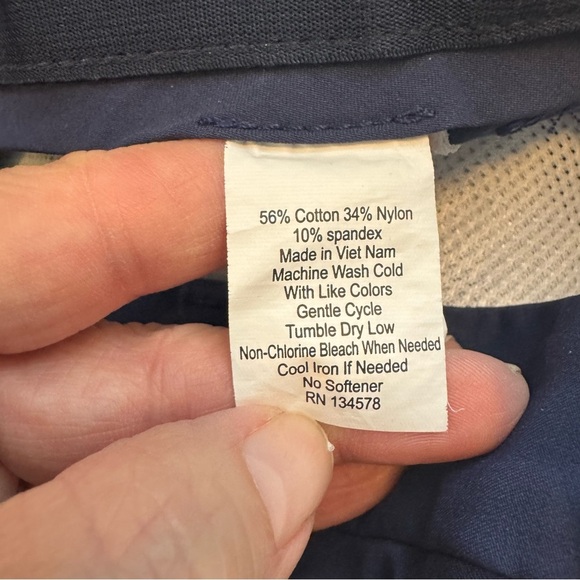 56% Cotton 34% Nylon
10% spandex
Made in Viet Nam
Machine Wash Cold
With Like Colors
Gentle Cycle
Tumble Dry Low
Non-Chlorine Bleach When Needed
Cool Iron If Needed
No Softener
RN 134578